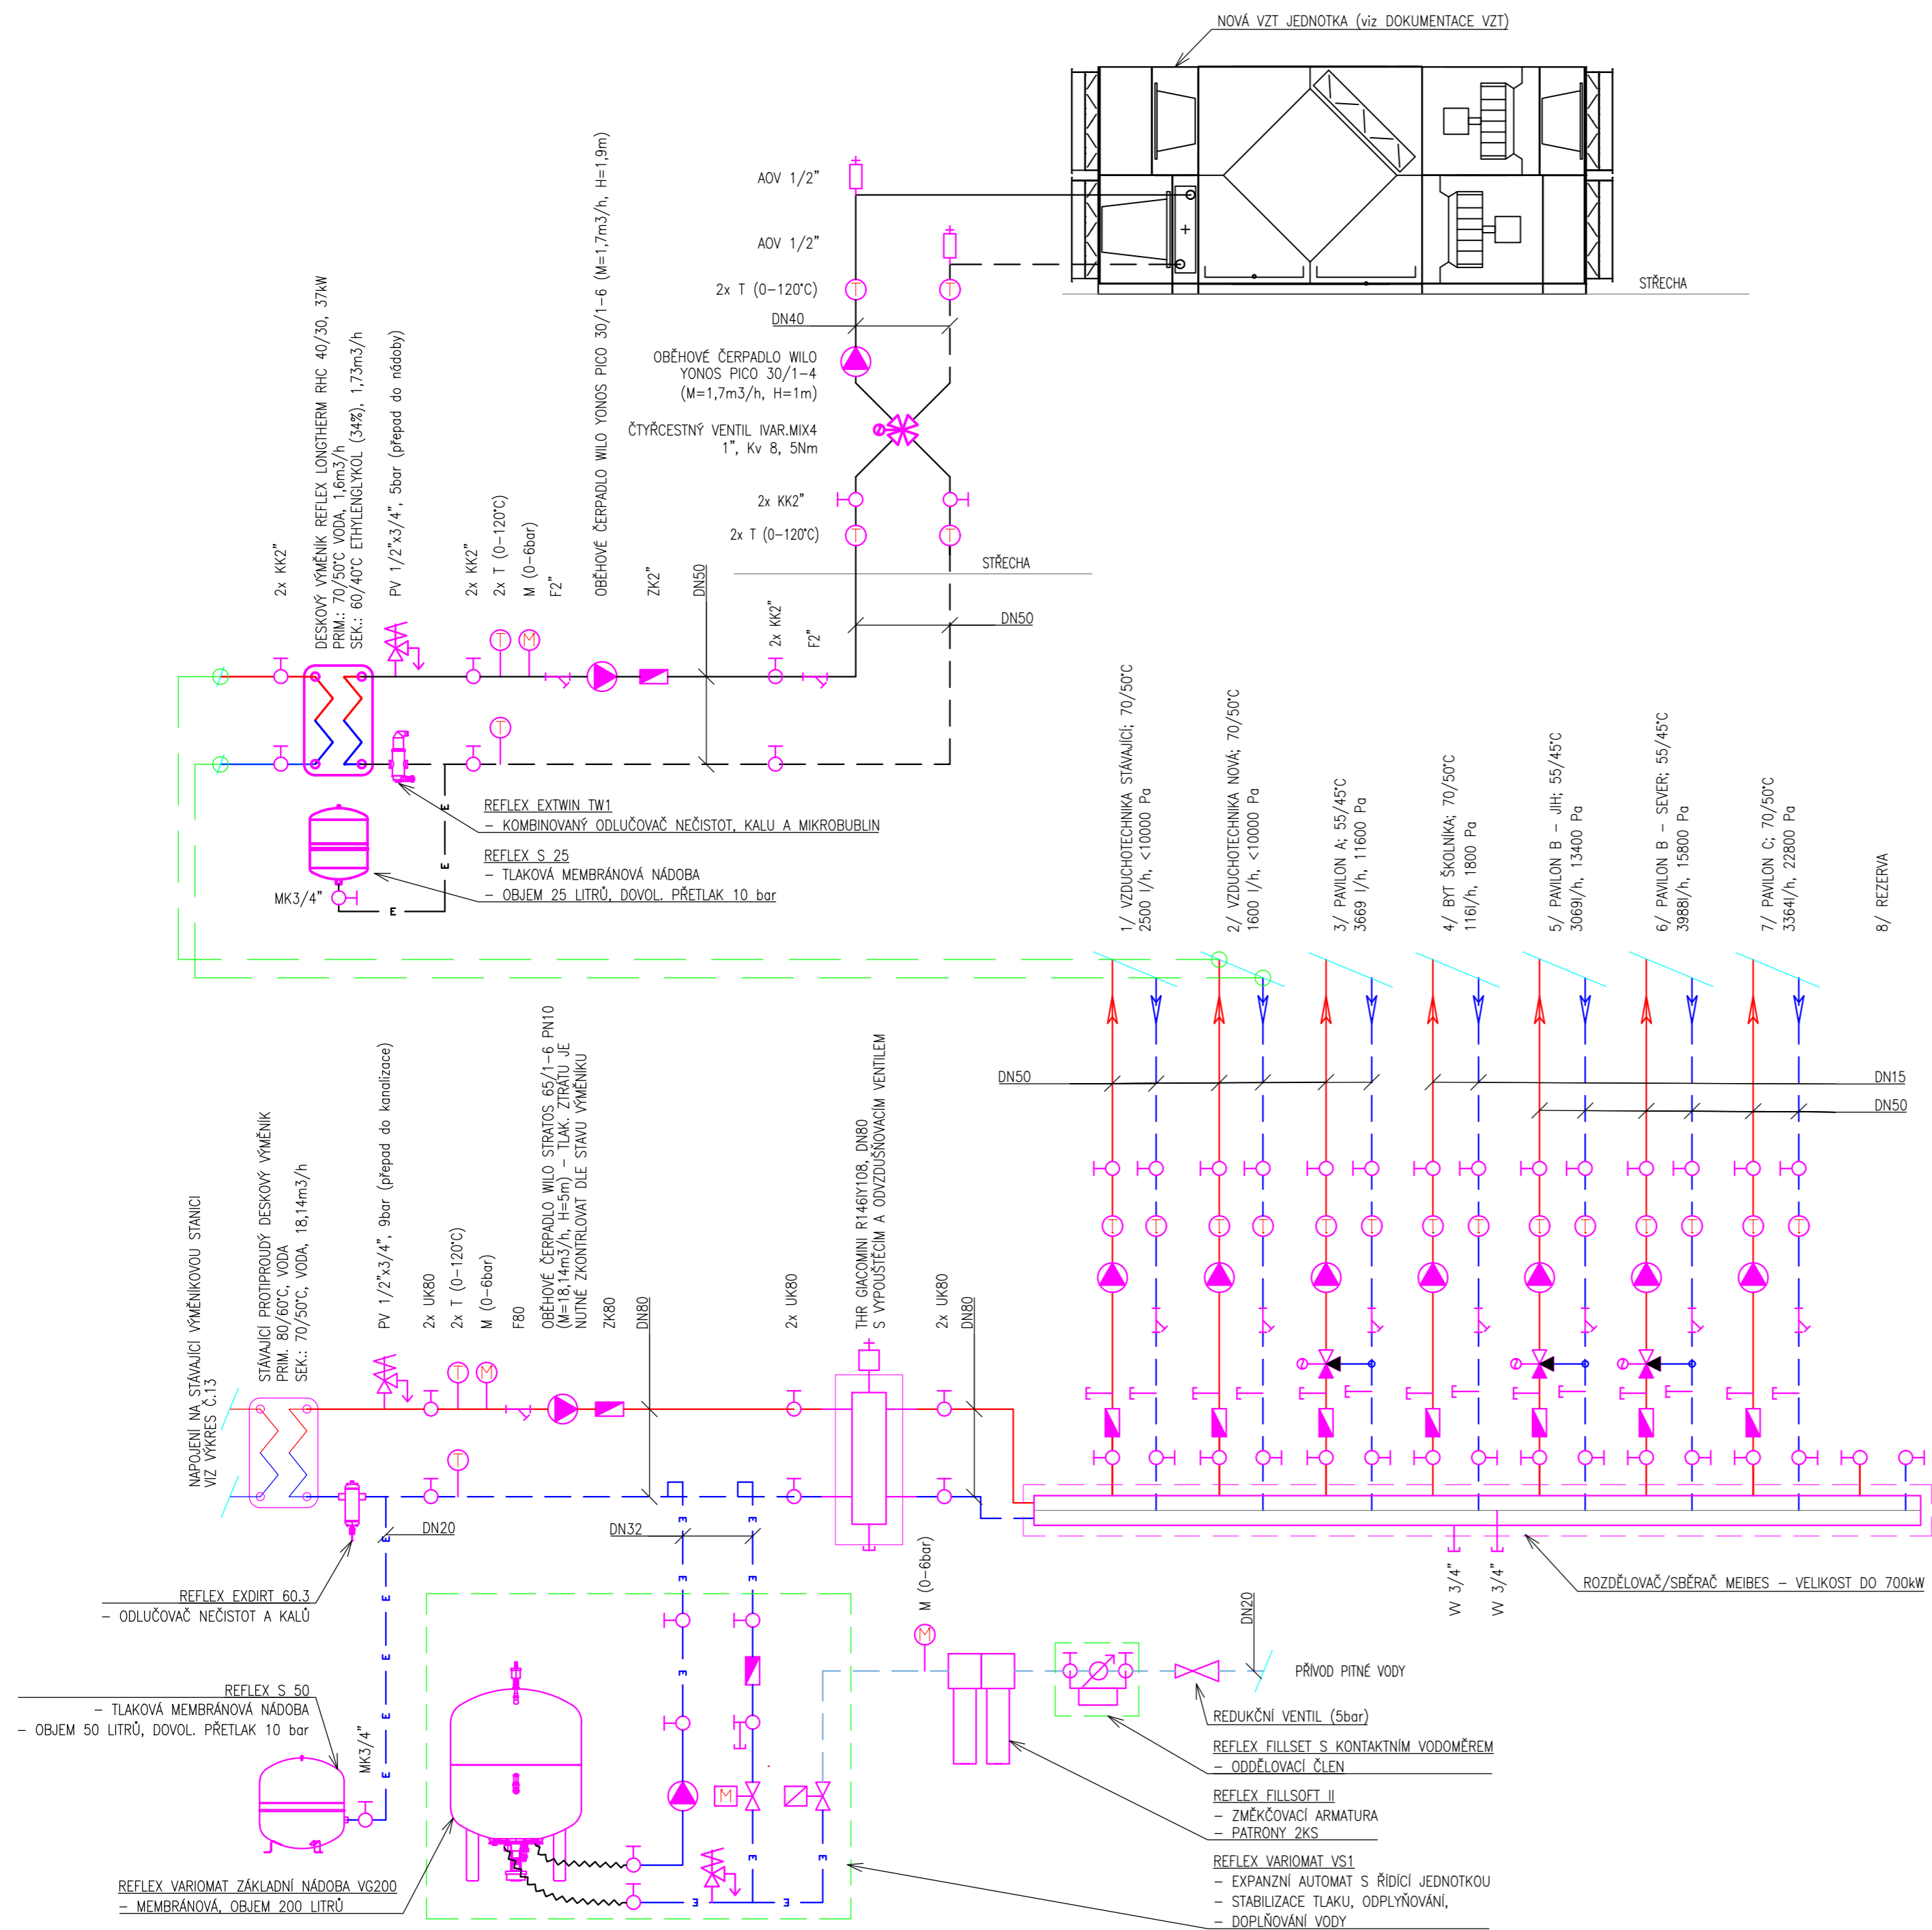 NOVÁ VZT JEDNOTKA (viz DOKUMENTACE VZT)
AOV 1/2"
AOV 1/2"
2x T (0-120°C)
DN40
OBĚHOVÉ ČERPADLO WILO
YONOS PICO 30/1-4
(M=1,7m3/h, H=1m)
ČTYŘCESTNÝ VENTIL IVAR.MIX4
1", Kv 8, 5Nm
2x KK2"
2x T (0-120°C)
STŘECHA
STŘECHA
DN50
2x KK2"
DESKOVÝ VÝMĚNÍK REFLEX LONGTHERM RHC 40/30, 37kW
PRIM.: 70/50°C VODA, 1,6m3/h
SEK.: 60/40°C ETHYLENGLYKOL (34%), 1,73m3/h
PV 1/2"x3/4", 5bar (přepad do nádoby)
2x KK2"
2x T (0-120°C)
M (0-6bar)
F2"
OBĚHOVÉ ČERPADLO WILO YONOS PICO 30/1-6 (M=1,7m3/h, H=1,9m)
ZK2"
DN50
2x KK2"
F2"
T
T
T
T
T
M
T
REFLEX EXTWIN TW1
- KOMBINOVANÝ ODLUČOVAČ NEČISTOT, KALU A MIKROBUBLIN
REFLEX S 25
- TLAKOVÁ MEMBRÁNOVÁ NÁDOBA
- OBJEM 25 LITRŮ, DOVOL. PŘETLAK 10 bar
MK3/4"
E
E
E
1/ VZDUCHOTECHNIKA STÁVAJÍCÍ; 70/50°C
2500 l/h, <10000 Pa
2/ VZDUCHOTECHNIKA NOVÁ; 70/50°C
1600 l/h, <10000 Pa
3/ PAVILON A; 55/45°C
3669 l/h, 11600 Pa
4/ BYT ŠKOLNÍKA; 70/50°C
116l/h, 1800 Pa
5/ PAVILON B - JIH; 55/45°C
3069l/h, 13400 Pa
6/ PAVILON B - SEVER; 55/45°C
3988l/h, 15800 Pa
7/ PAVILON C; 70/50°C
3364l/h, 22800 Pa
8/ REZERVA
DN50
DN15
DN50
T T T T T T T T T T T T T T
NAPOJENÍ NA STÁVAJÍCÍ VÝMĚNÍKOVOU STANICI
VIZ VÝKRES Č.13
STÁVAJÍCÍ PROTIPROUDÝ DESKOVÝ VÝMĚNÍK
PRIM. 80/60°C, VODA
SEK.: 70/50°C, VODA, 18,14m3/h
PV 1/2"x3/4", 9bar (přepad do kanalizace)
2x UK80
2x T (0-120°C)
M (0-6bar)
F80
OBĚHOVÉ ČERPADLO WILO STRATOS 65/1-6 PN10
(M=18,14m3/h, H=5m) - TLAK. ZTRÁTU JE
NUTNÉ ZKONTRLOVAT DLE STAVU VÝMĚNÍKU
ZK80
DN80
2x UK80
THR GIACOMINI R146IY108, DN80
S VYPOUŠTĚCÍM A ODVZDUŠŇOVACÍM VENTILEM
2x UK80
DN80
T
M
T
DN20
DN32
M (0-6bar)
VV 3/4"
VV 3/4"
ROZDĚLOVAČ/SBĚRAČ MEIBES - VELIKOST DO 700kW
REFLEX EXDIRT 60.3
- ODLUČOVAČ NEČISTOT A KALŮ
E
E
E
E
E
E
E
E
E
E
E
E
M
DN20
PŘÍVOD PITNÉ VODY
REDUKČNÍ VENTIL (5bar)
REFLEX FILLSET S KONTAKTNÍM VODOMĚREM
- ODDĚLOVACÍ ČLEN
REFLEX FILLSOFT II
- ZMĚKČOVACÍ ARMATURA
- PATRONY 2KS
REFLEX VARIOMAT VS1
- EXPANZNÍ AUTOMAT S ŘÍDÍCÍ JEDNOTKOU
- STABILIZACE TLAKU, ODPLYŇOVÁNÍ,
- DOPLŇOVÁNÍ VODY
REFLEX S 50
- TLAKOVÁ MEMBRÁNOVÁ NÁDOBA
- OBJEM 50 LITRŮ, DOVOL. PŘETLAK 10 bar
MK3/4"
M
E
E
E
REFLEX VARIOMAT ZÁKLADNÍ NÁDOBA VG200
- MEMBRÁNOVÁ, OBJEM 200 LITRŮ